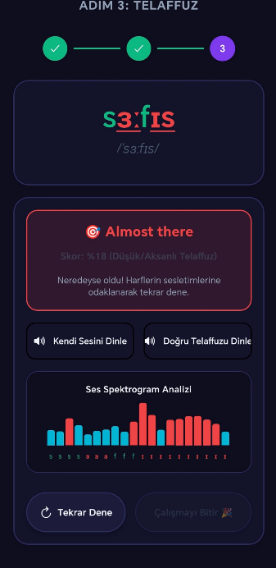 ADIM 3: TELAFFUZ
3
sɜːfɪs
/ˈsɜːfɪs/
🎯 Almost there
Skor: %18 (Düşük/Aksanlı Telaffuz)
Neredeyse oldu! Harflerin sesletimlerine
odaklanarak tekrar dene.
Kendi Sesini Dinle
Doğru Telaffuzu Dinle
Ses Spektrogram Analizi
Tekrar Dene
Çalışmayı Bitir 🎉